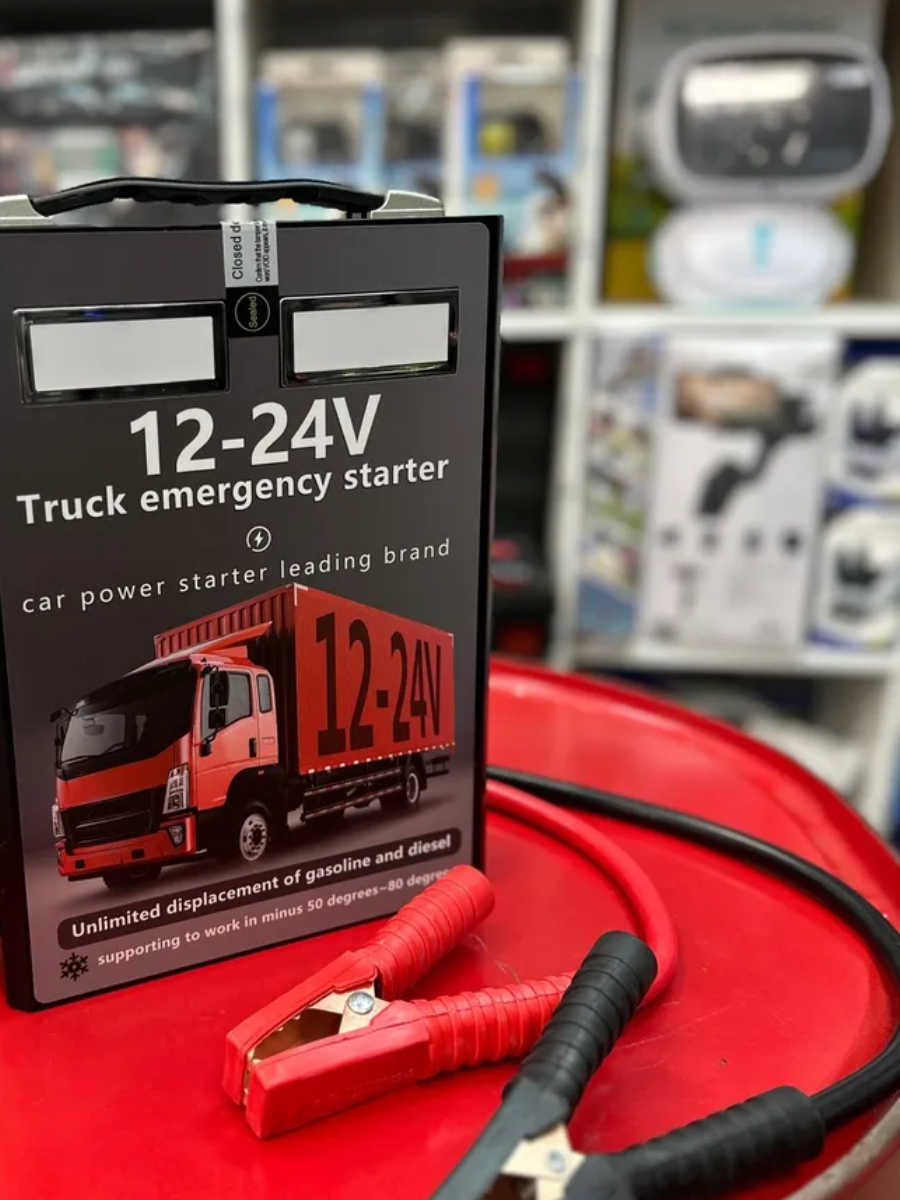 Closed
Sealed
12-24V
Truck emergency starter
car power starter leading brand
12-24V
Unlimited displacement of gasoline and diesel
supporting to work in minus 50 degrees~80